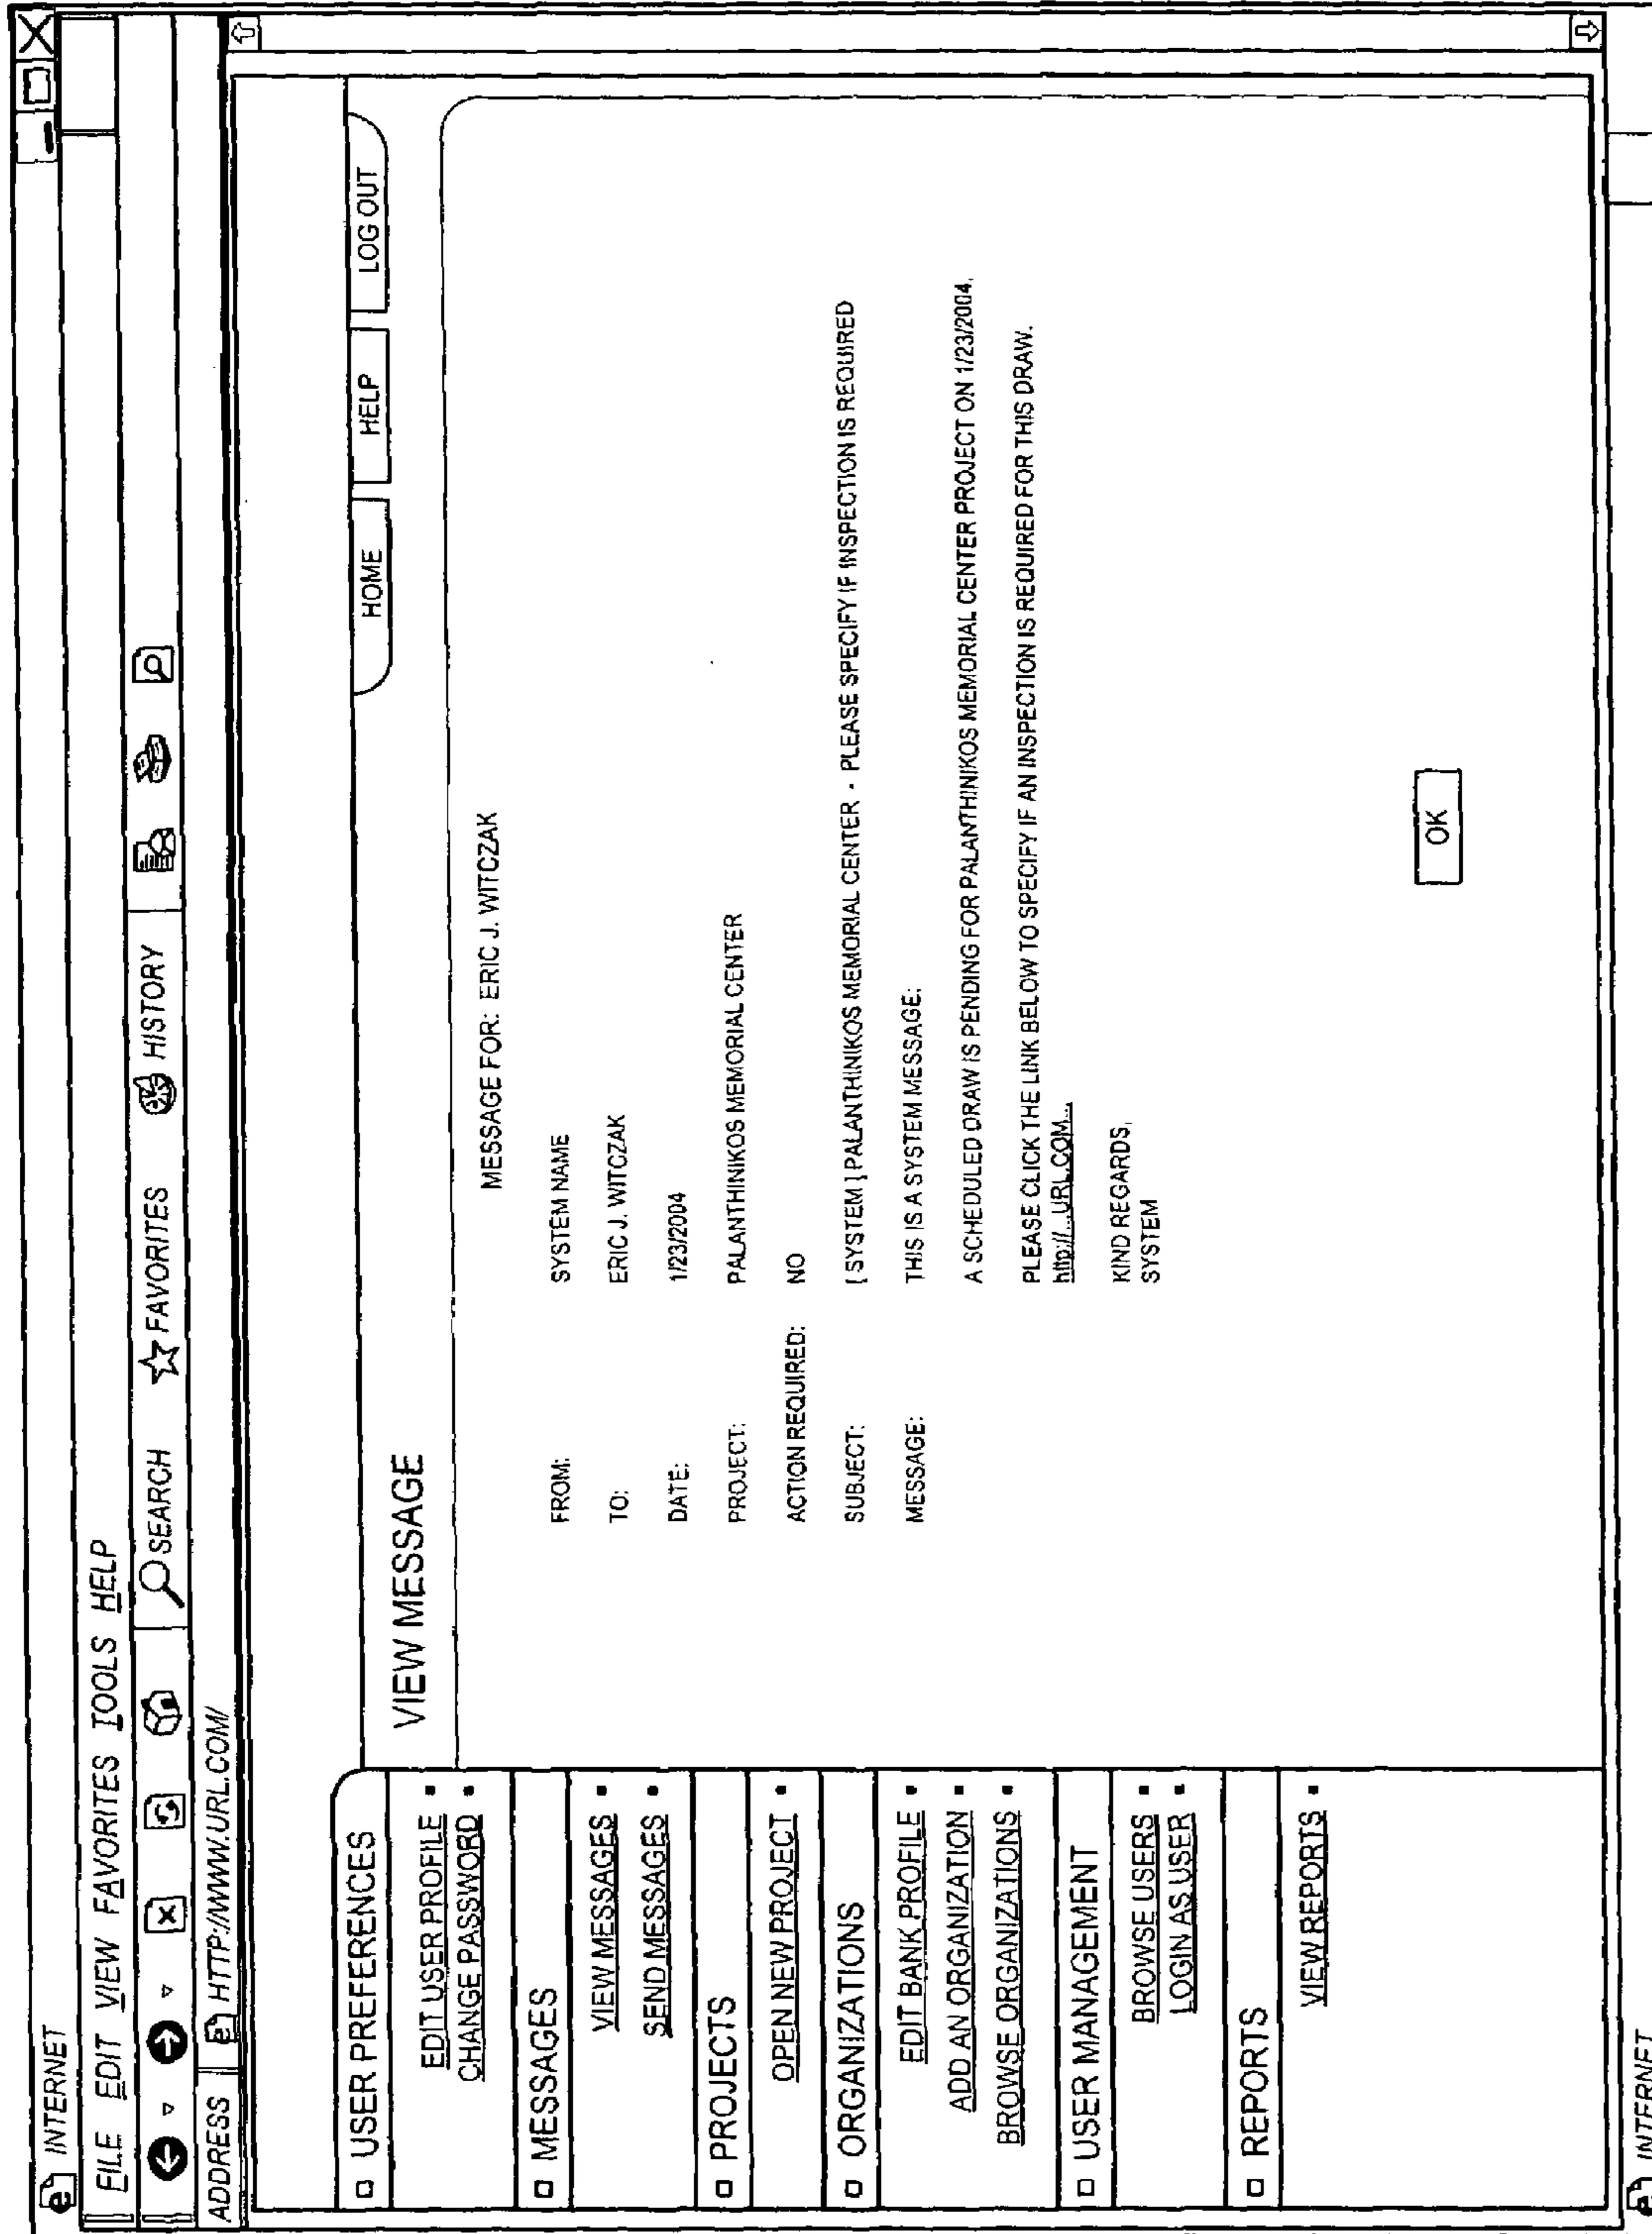 INTERNET
FILE EDIT VIEW FAVORITES TOOLS HELP
SEARCH FAVORITES HISTORY
ADDRESS HTTP://WWW.URL.COM/
HOME HELP LOG OUT
USER PREFERENCES
EDIT USER PROFILE
CHANGE PASSWORD
MESSAGES
VIEW MESSAGES
SEND MESSAGES
PROJECTS
OPEN NEW PROJECT
ORGANIZATIONS
EDIT BANK PROFILE
ADD AN ORGANIZATION
BROWSE ORGANIZATIONS
USER MANAGEMENT
BROWSE USERS
LOGIN AS USER
REPORTS
VIEW REPORTS
VIEW MESSAGE
MESSAGE FOR: ERIC J. WITCZAK
FROM: SYSTEM NAME
TO: ERIC J. WITCZAK
DATE: 1/23/2004
PROJECT: PALANTHINIKOS MEMORIAL CENTER
ACTION REQUIRED: NO
SUBJECT: [ SYSTEM ] PALANTHINIKOS MEMORIAL CENTER - PLEASE SPECIFY IF INSPECTION IS REQUIRED
MESSAGE: THIS IS A SYSTEM MESSAGE:
A SCHEDULED DRAW IS PENDING FOR PALANTHINIKOS MEMORIAL CENTER PROJECT ON 1/23/2004.
PLEASE CLICK THE LINK BELOW TO SPECIFY IF AN INSPECTION IS REQUIRED FOR THIS DRAW.
http://...URL.COM...
KIND REGARDS,
SYSTEM
OK
INTERNET